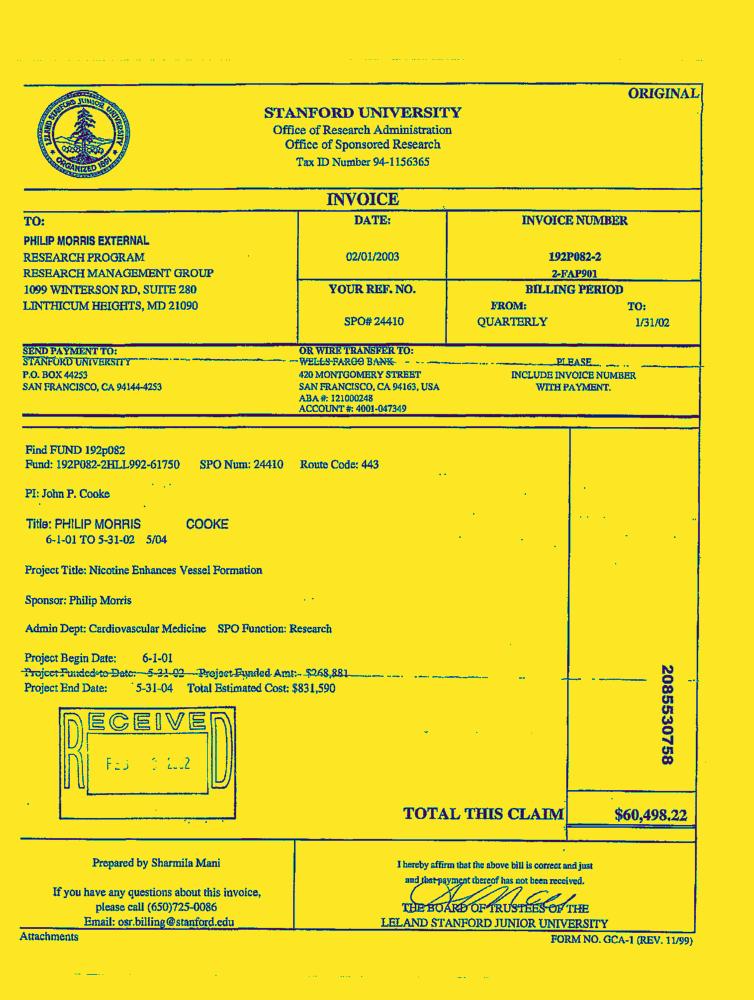 ORIGINAL
LELAND STANFORD JUNIOR UNIVERSITY
ORGANIZED 1891
STANFORD UNIVERSITY
Office of Research Administration
Office of Sponsored Research
Tax ID Number 94-1156365
INVOICE
TO:
PHILIP MORRIS EXTERNAL
RESEARCH PROGRAM
RESEARCH MANAGEMENT GROUP
1099 WINTERSON RD, SUITE 280
LINTHICUM HEIGHTS, MD 21090
DATE:
02/01/2003
INVOICE NUMBER
192P082-2
2-FAP901
YOUR REF. NO.
SPO# 24410
BILLING PERIOD
FROM: TO:
QUARTERLY 1/31/02
SEND PAYMENT TO:
STANFORD UNIVERSITY
P.O. BOX 44253
SAN FRANCISCO, CA 94144-4253
OR WIRE TRANSFER TO:
WELLS FARGO BANK
420 MONTGOMERY STREET
SAN FRANCISCO, CA 94163, USA
ABA #: 121000248
ACCOUNT #: 4001-047349
PLEASE
INCLUDE INVOICE NUMBER
WITH PAYMENT.
Find FUND 192p082
Fund: 192P082-2HLL992-61750 SPO Num: 24410 Route Code: 443
PI: John P. Cooke
Title: PHILIP MORRIS COOKE
6-1-01 TO 5-31-02 5/04
Project Title: Nicotine Enhances Vessel Formation
Sponsor: Philip Morris
Admin Dept: Cardiovascular Medicine SPO Function: Research
Project Begin Date: 6-1-01
Project Funded to Date: 5-31-02 Project Funded Amt: $268,881
Project End Date: 5-31-04 Total Estimated Cost: $831,590
RECEIVED
2085530758
TOTAL THIS CLAIM $60,498.22
Prepared by Sharmila Mani
If you have any questions about this invoice,
please call (650)725-0086
Email: osr.billing@stanford.edu
I hereby affirm that the above bill is correct and just
and that payment thereof has not been received.
THE BOARD OF TRUSTEES OF THE
LELAND STANFORD JUNIOR UNIVERSITY
Attachments
FORM NO. GCA-1 (REV. 11/99)